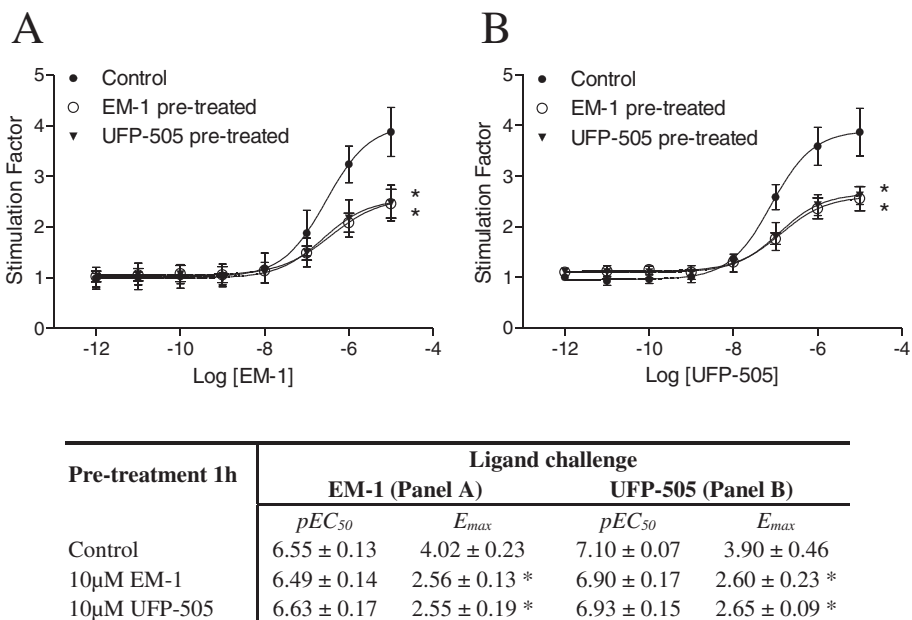 A
Control
EM-1 pre-treated
UFP-505 pre-treated
Stimulation Factor
5
4
3
2
1
0
*
*
-12 -10 -8 -6 -4
Log [EM-1]
B
Control
EM-1 pre-treated
UFP-505 pre-treated
Stimulation Factor
5
4
3
2
1
0
*
*
-12 -10 -8 -6 -4
Log [UFP-505]
Pre-treatment 1h
Ligand challenge
EM-1 (Panel A) UFP-505 (Panel B)
pEC50 Emax pEC50 Emax
Control 6.55 ± 0.13 4.02 ± 0.23 7.10 ± 0.07 3.90 ± 0.46
10µM EM-1 6.49 ± 0.14 2.56 ± 0.13 * 6.90 ± 0.17 2.60 ± 0.23 *
10µM UFP-505 6.63 ± 0.17 2.55 ± 0.19 * 6.93 ± 0.15 2.65 ± 0.09 *